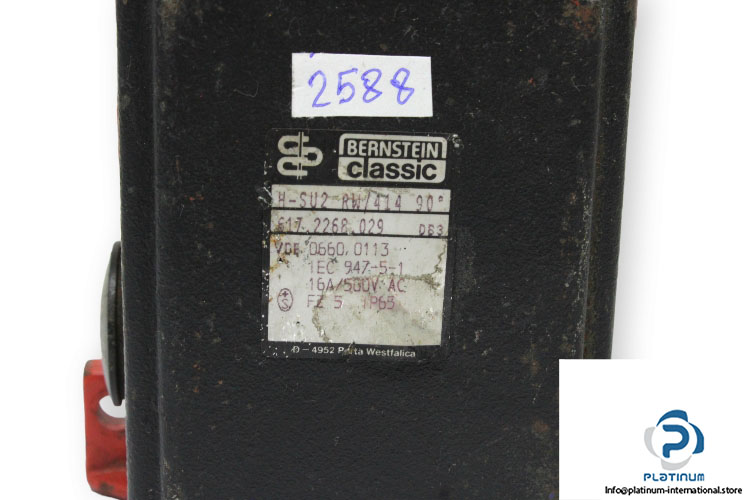 2588
BERNSTEIN
classic
H-SU2 RW/414 90°
617.2268.029 DB3
VDE 0660, 0113
IEC 947-5-1
16A/500V AC
FZ 5 IP65
D - 4952 Porta Westfalica
PLATINUM
Info@platinum-international.store